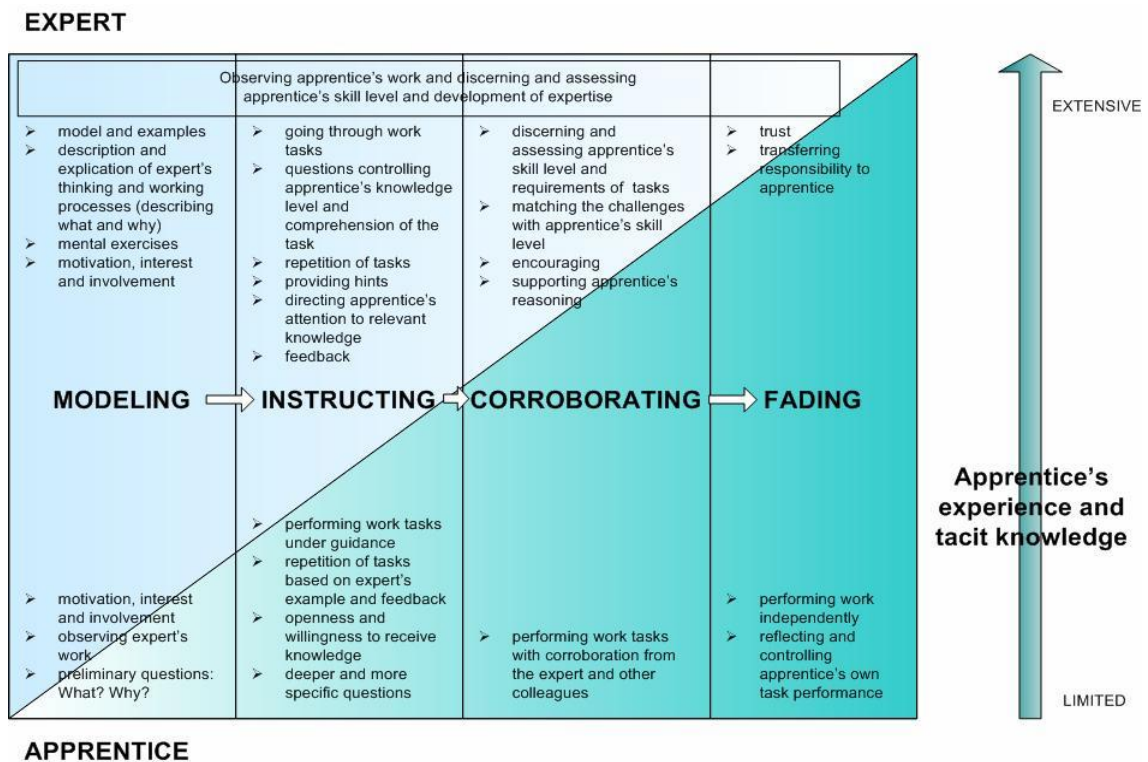 EXPERT
Observing apprentice's work and discerning and assessing
apprentice's skill level and development of expertise
➢ model and examples
➢ description and
explication of expert's
thinking and working
processes (describing
what and why)
➢ mental exercises
➢ motivation, interest
and involvement
➢ going through work
tasks
➢ questions controlling
apprentice's knowledge
level and
comprehension of the
task
➢ repetition of tasks
➢ providing hints
➢ directing apprentice's
attention to relevant
knowledge
➢ feedback
➢ discerning and
assessing apprentice's
skill level and
requirements of tasks
➢ matching the challenges
with apprentice's skill
level
➢ encouraging
➢ supporting apprentice's
reasoning
➢ trust
➢ transferring
responsibility to
apprentice
MODELING
INSTRUCTING
CORROBORATING
FADING
➢ motivation, interest
and involvement
➢ observing expert's
work
➢ preliminary questions:
What? Why?
➢ performing work tasks
under guidance
➢ repetition of tasks
based on expert's
example and feedback
➢ openness and
willingness to receive
knowledge
➢ deeper and more
specific questions
➢ performing work tasks
with corroboration from
the expert and other
colleagues
➢ performing work
independently
➢ reflecting and
controlling
apprentice's own
task performance
APPRENTICE
EXTENSIVE
Apprentice's
experience and
tacit knowledge
LIMITED